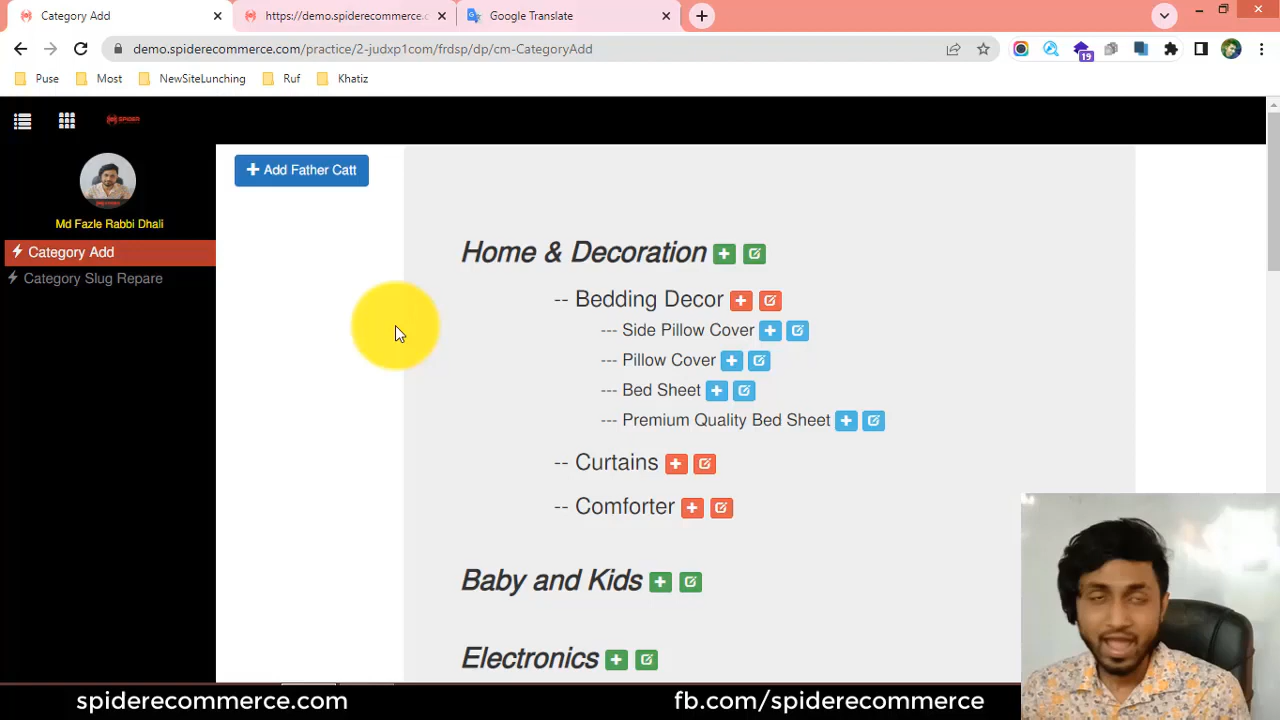 Category Add
https://demo.spiderecommerce.c
Google Translate
demo.spiderecommerce.com/practice/2-judxp1com/frdsp/dp/cm-CategoryAdd
19
Puse
Most
NewSiteLunching
Ruf
Khatiz
SPIDER
Md Fazle Rabbi Dhali
Category Add
Category Slug Repare
Add Father Catt
Home & Decoration
-- Bedding Decor
--- Side Pillow Cover
--- Pillow Cover
--- Bed Sheet
--- Premium Quality Bed Sheet
-- Curtains
-- Comforter
Baby and Kids
Electronics
spiderecommerce.com
fb.com/spiderecommerce